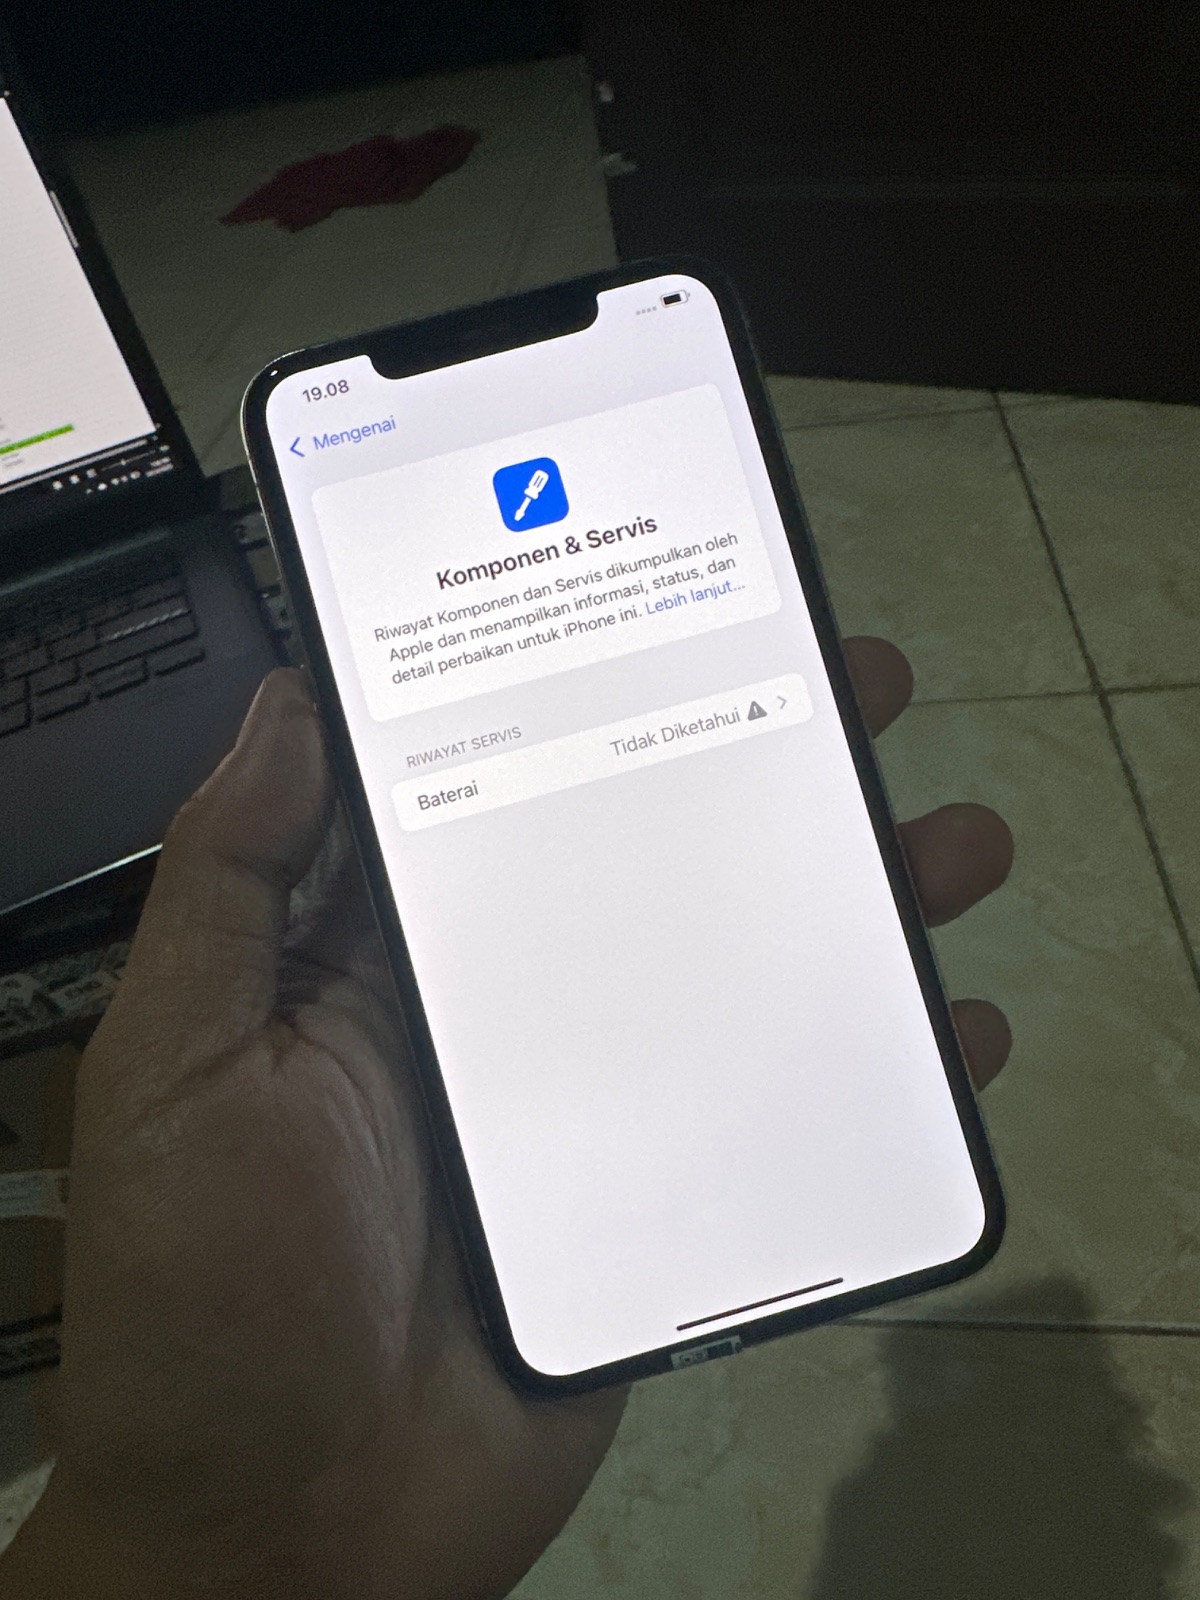 19.08
Mengenai
Komponen & Servis
Riwayat Komponen dan Servis dikumpulkan oleh
Apple dan menampilkan informasi, status, dan
detail perbaikan untuk iPhone ini. Lebih lanjut...
RIWAYAT SERVIS
Baterai Tidak Diketahui